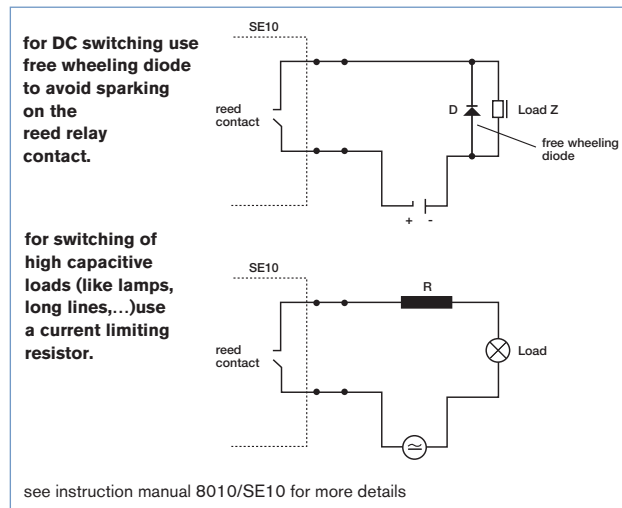 for DC switching use
free wheeling diode
to avoid sparking
on the
reed relay
contact.
SE10
reed
contact
D
Load Z
free wheeling
diode
+ -
for switching of
high capacitive
loads (like lamps,
long lines,...)use
a current limiting
resistor.
SE10
R
reed
contact
Load
see instruction manual 8010/SE10 for more details